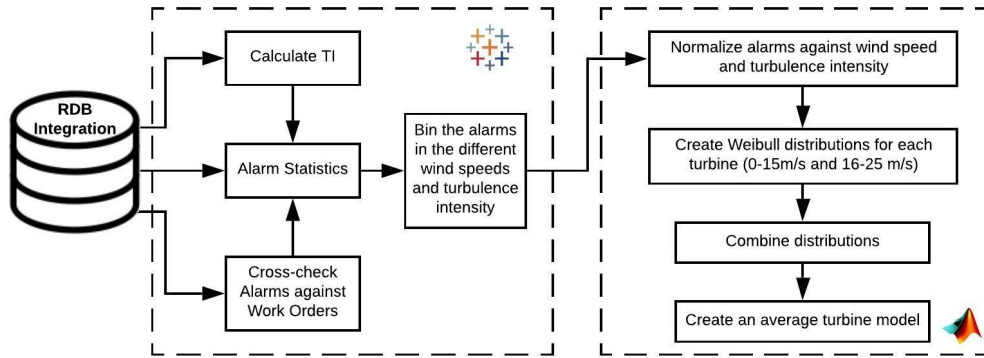 RDB
Integration
Calculate TI
Alarm Statistics
Cross-check
Alarms against
Work Orders
Bin the alarms
in the different
wind speeds
and turbulence
intensity
Normalize alarms against wind speed
and turbulence intensity
Create Weibull distributions for each
turbine (0-15m/s and 16-25 m/s)
Combine distributions
Create an average turbine model